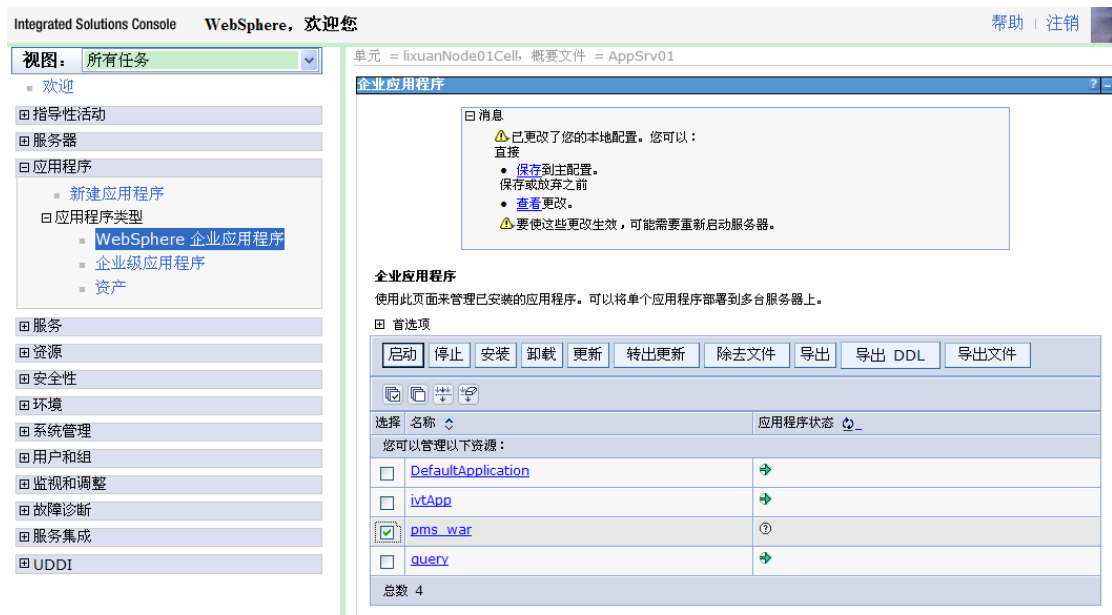 Integrated Solutions Console WebSphere，欢迎您 帮助 | 注销
视图： 所有任务
欢迎
指导性活动
服务器
应用程序
新建应用程序
应用程序类型
WebSphere 企业应用程序
企业级应用程序
资产
服务
资源
安全性
环境
系统管理
用户和组
监视和调整
故障诊断
服务集成
UDDI
单元 = lixuanNode01Cell，概要文件 = AppSrv01
企业应用程序 ? -
消息
已更改了您的本地配置。您可以：
直接
保存到主配置。
保存或放弃之前
查看更改。
要使这些更改生效，可能需要重新启动服务器。
企业应用程序
使用此页面来管理已安装的应用程序。可以将单个应用程序部署到多台服务器上。
首选项
启动 停止 安装 卸载 更新 转出更新 除去文件 导出 导出 DDL 导出文件
选择 名称 应用程序状态
您可以管理以下资源：
DefaultApplication
ivtApp
pms_war
query
总数 4